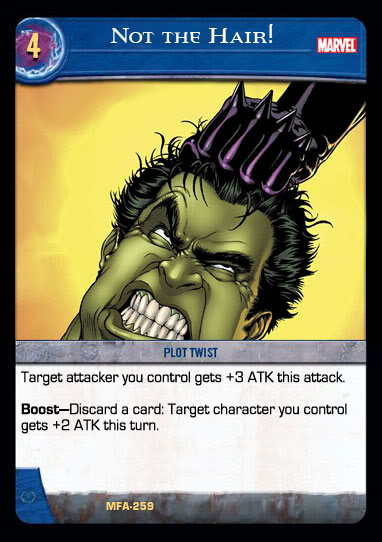 4
Not the Hair!
MARVEL
PLOT TWIST
Target attacker you control gets +3 ATK this attack.
Boost—Discard a card: Target character you control
gets +2 ATK this turn.
MFA-259